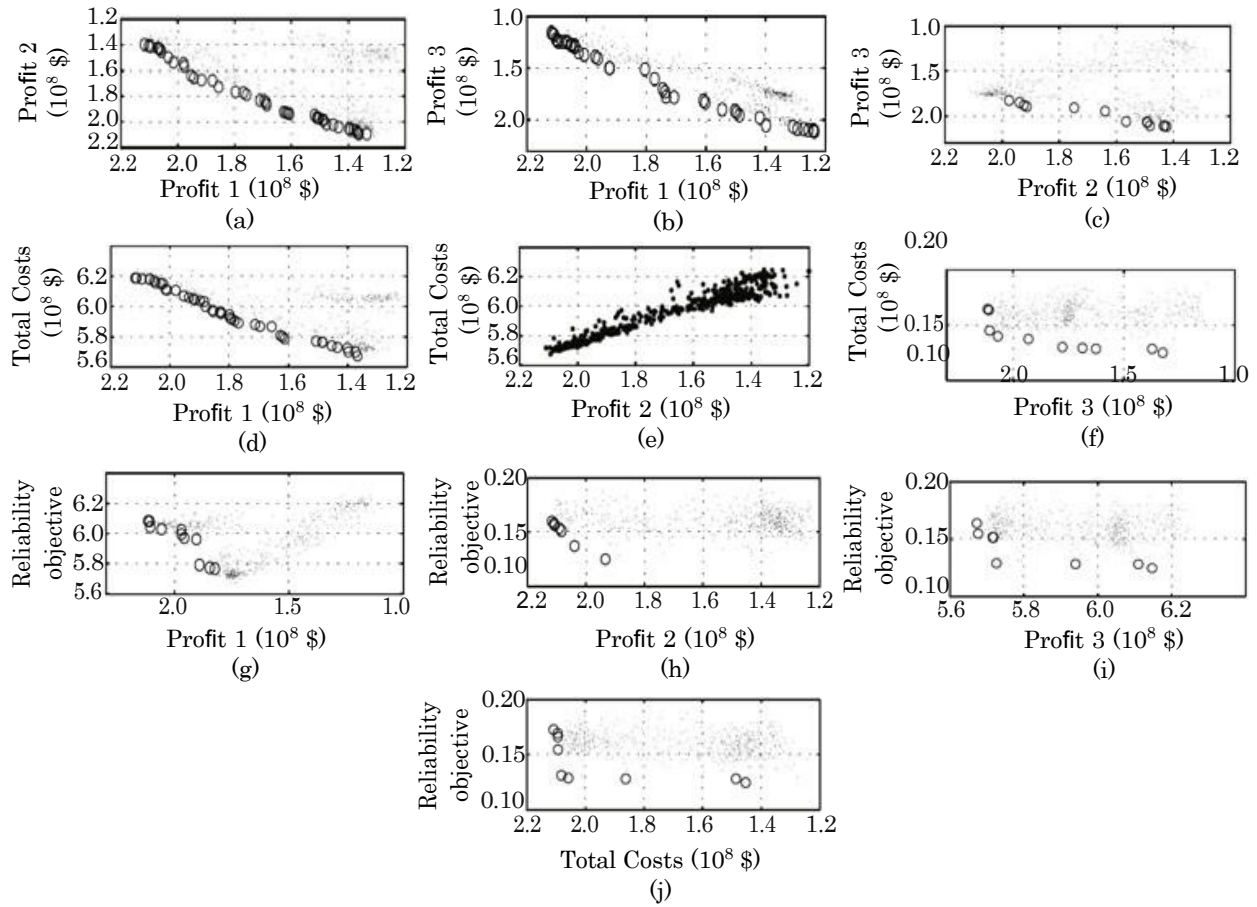 1.2
1.4
1.6
1.8
2.0
2.2
Profit 2
(10⁸ $)
2.2 2.0 1.8 1.6 1.4 1.2
Profit 1 (10⁸ $)
(a)
1.0
1.5
2.0
Profit 3
(10⁸ $)
2.2 2.0 1.8 1.6 1.4 1.2
Profit 1 (10⁸ $)
(b)
1.0
1.5
2.0
Profit 3
(10⁸ $)
2.2 2.0 1.8 1.6 1.4 1.2
Profit 2 (10⁸ $)
(c)
6.2
6.0
5.8
5.6
Total Costs
(10⁸ $)
2.2 2.0 1.8 1.6 1.4 1.2
Profit 1 (10⁸ $)
(d)
6.2
6.0
5.8
5.6
Total Costs
(10⁸ $)
2.2 2.0 1.8 1.6 1.4 1.2
Profit 2 (10⁸ $)
(e)
0.20
0.15
0.10
Total Costs
(10⁸ $)
2.0 1.5 1.0
Profit 3 (10⁸ $)
(f)
6.2
6.0
5.8
5.6
Reliability
objective
2.0 1.5 1.0
Profit 1 (10⁸ $)
(g)
0.20
0.15
0.10
Reliability
objective
2.2 2.0 1.8 1.6 1.4 1.2
Profit 2 (10⁸ $)
(h)
0.20
0.15
0.10
Reliability
objective
5.6 5.8 6.0 6.2
Profit 3 (10⁸ $)
(i)
0.20
0.15
0.10
Reliability
objective
2.2 2.0 1.8 1.6 1.4 1.2
Total Costs (10⁸ $)
(j)